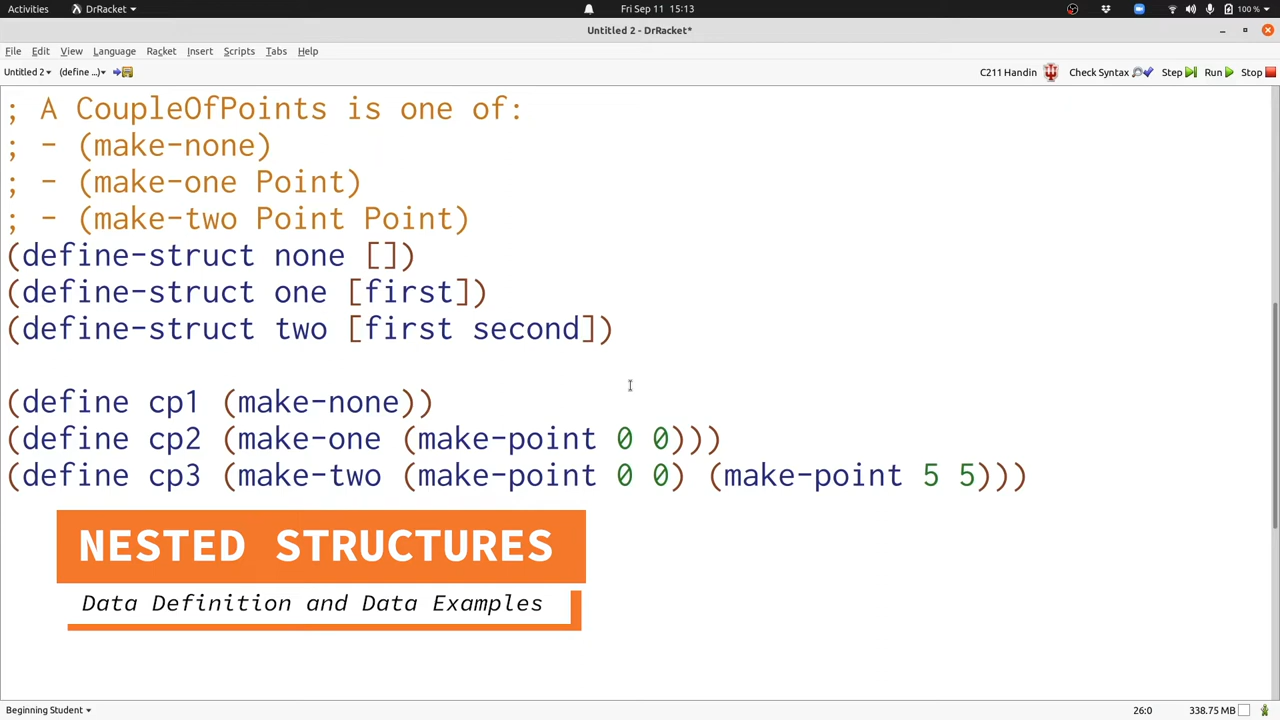 Activities DrRacket Fri Sep 11 15:13 100 %
Untitled 2 - DrRacket*
File Edit View Language Racket Insert Scripts Tabs Help
Untitled 2 (define ...) C211 Handin Check Syntax Step Run Stop
; A CoupleOfPoints is one of:
; - (make-none)
; - (make-one Point)
; - (make-two Point Point)
(define-struct none [])
(define-struct one [first])
(define-struct two [first second])
(define cp1 (make-none))
(define cp2 (make-one (make-point 0 0)))
(define cp3 (make-two (make-point 0 0) (make-point 5 5)))
NESTED STRUCTURES
Data Definition and Data Examples
Beginning Student 26:0 338.75 MB